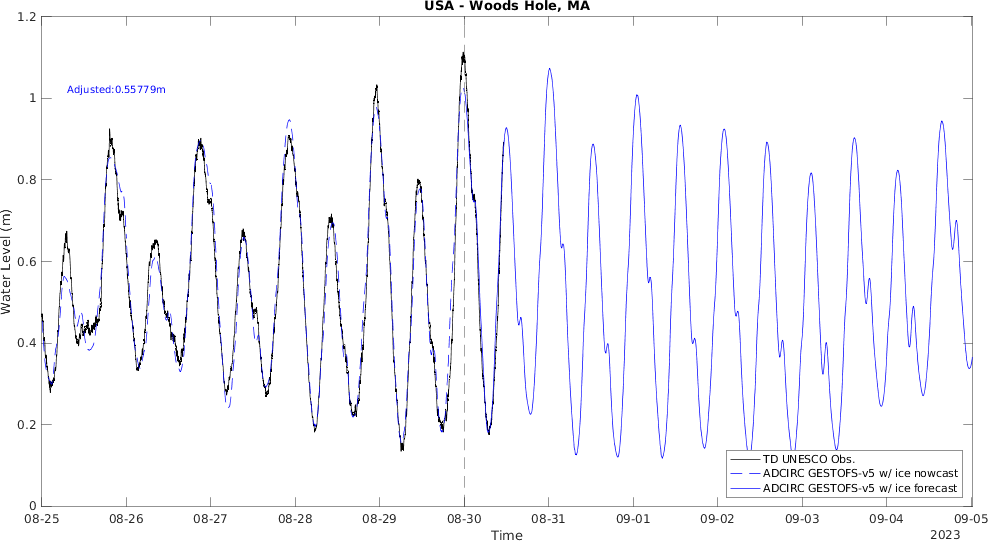 USA - Woods Hole, MA
1.2
1
0.8
0.6
0.4
0.2
0
Water Level (m)
Adjusted:0.55779m
TD UNESCO Obs.
ADCIRC GESTOFS-v5 w/ ice nowcast
ADCIRC GESTOFS-v5 w/ ice forecast
08-25 08-26 08-27 08-28 08-29 08-30 08-31 09-01 09-02 09-03 09-04 09-05
Time
2023